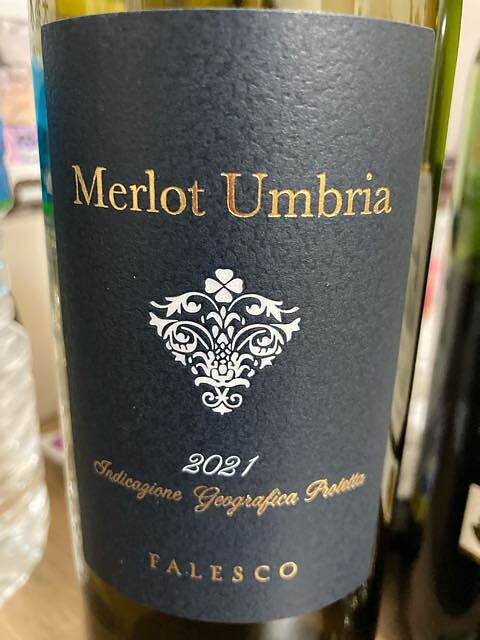 Merlot Umbria
2021
Indicazione Geografica Protetta
FALESCO